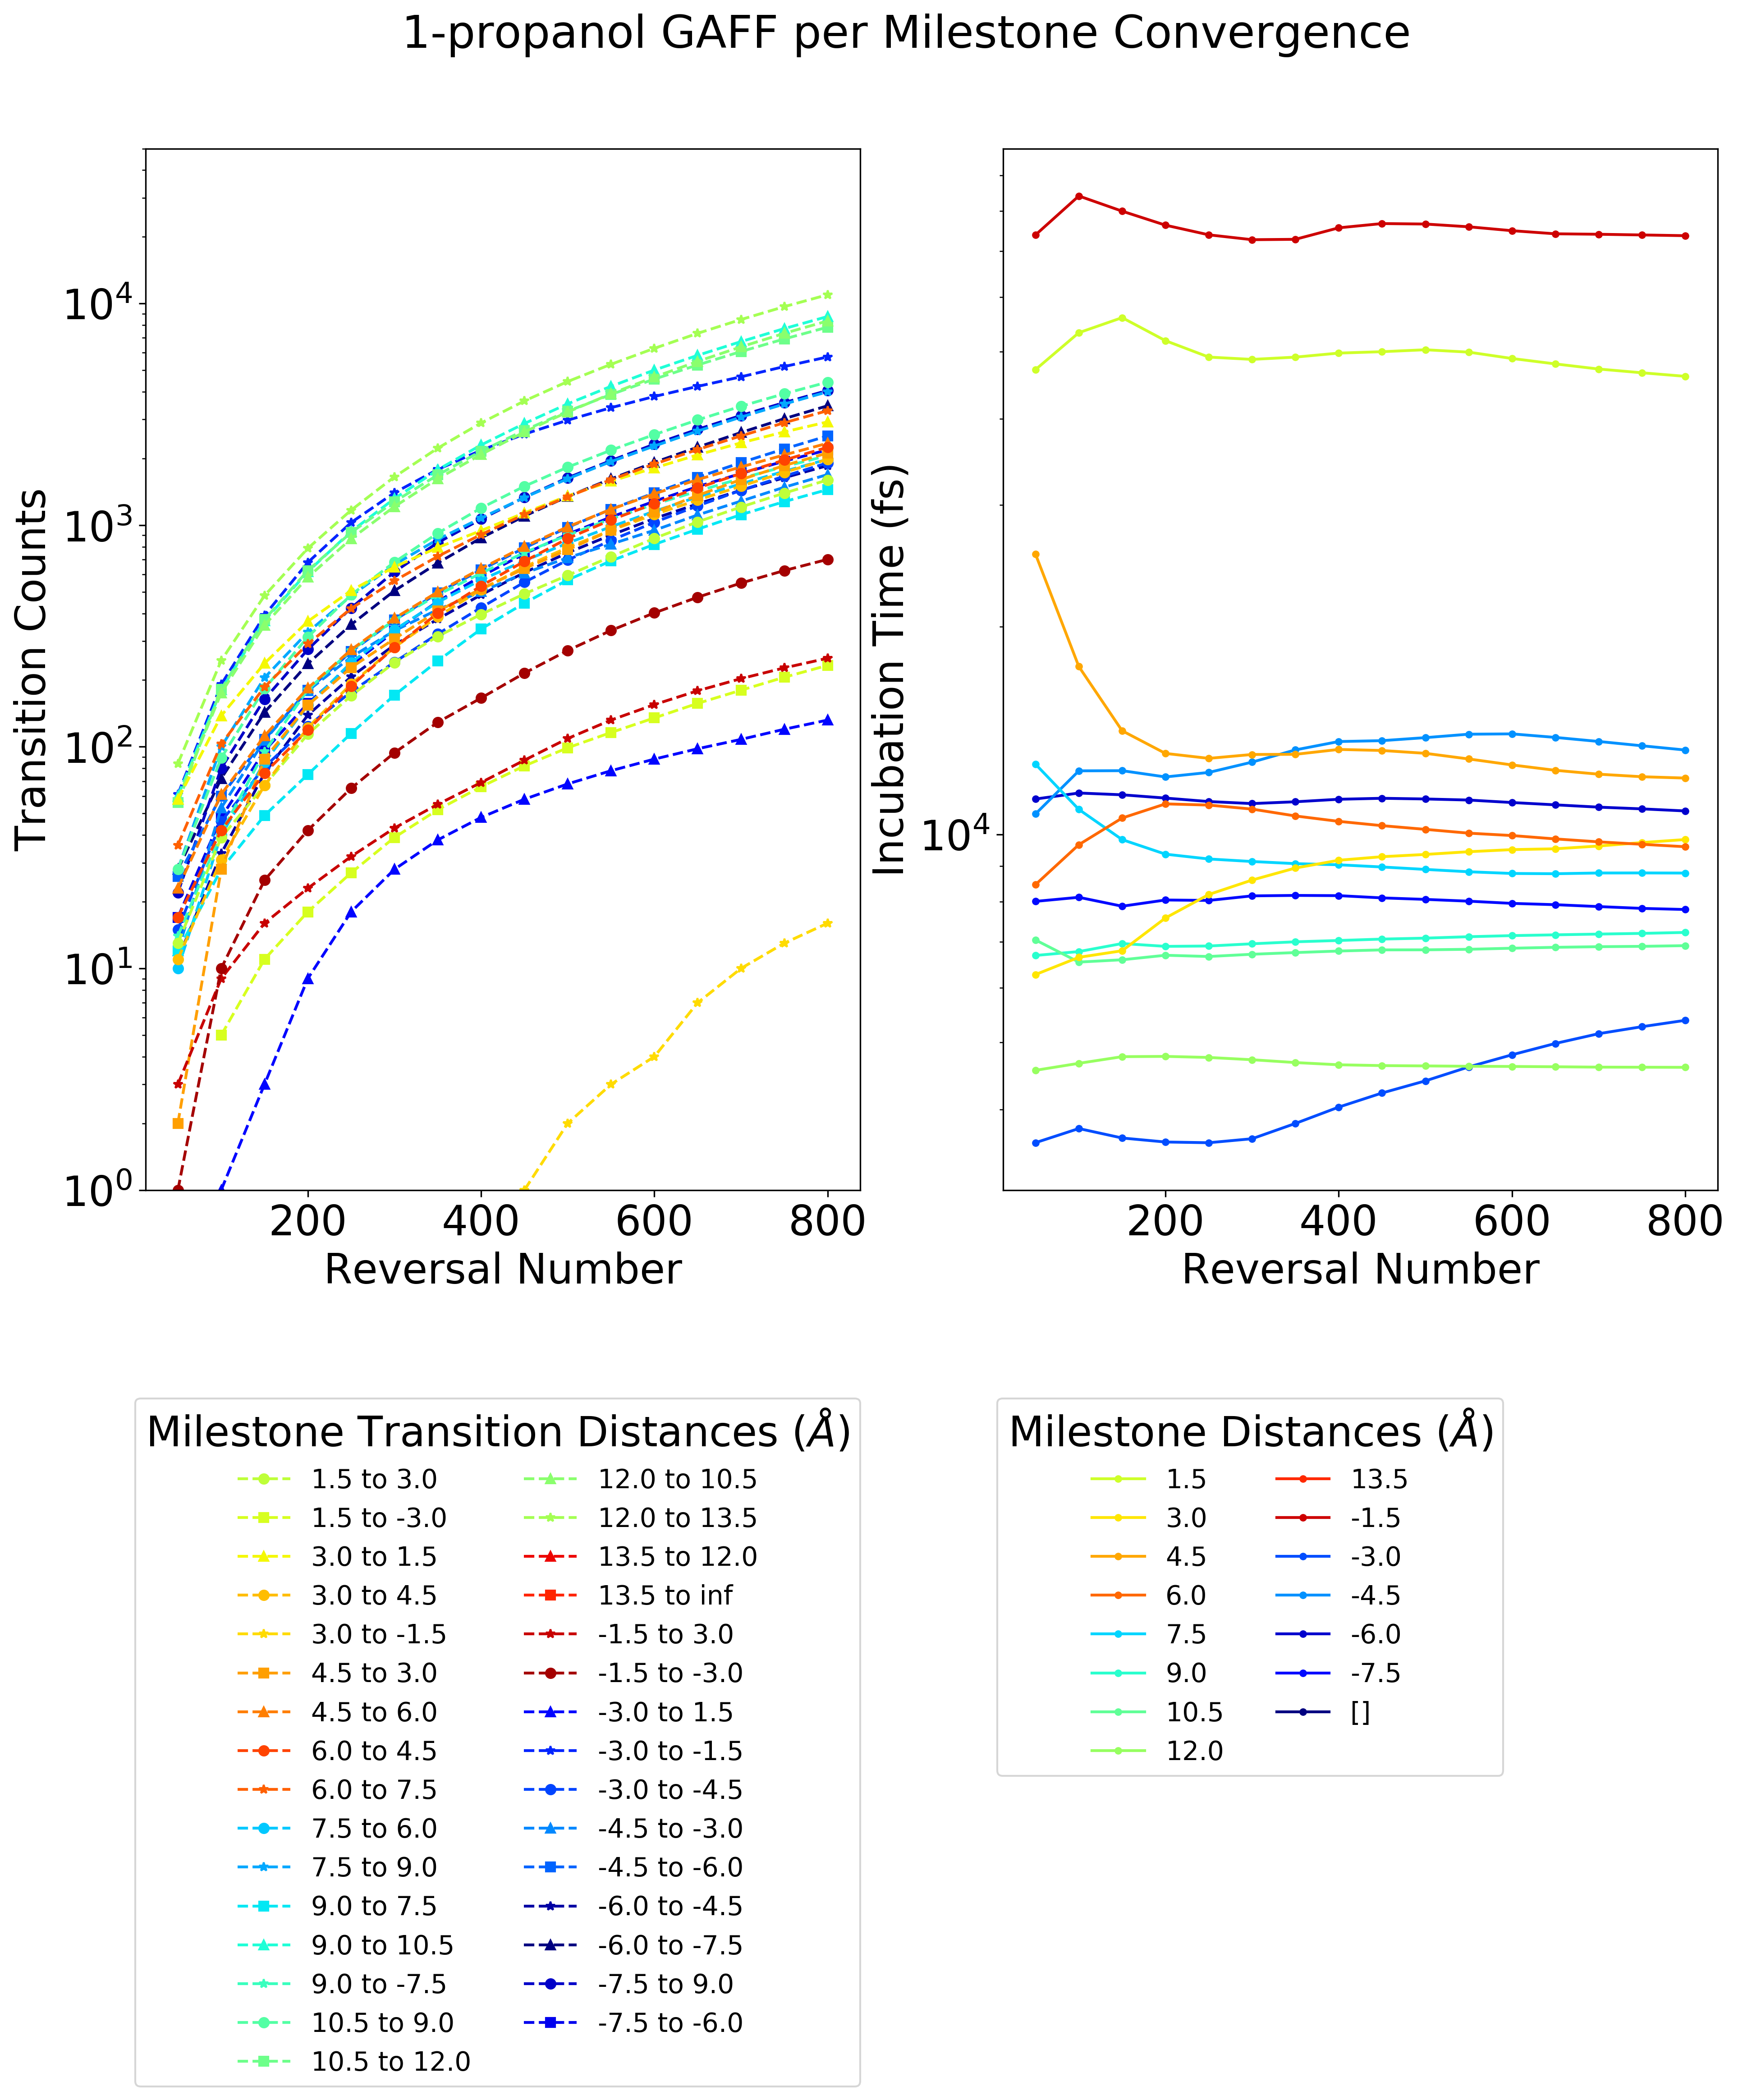 1-propanol GAFF per Milestone Convergence
Transition Counts
10^4
10^3
10^2
10^1
10^0
200 400 600 800
Reversal Number
Incubation Time (fs)
10^4
200 400 600 800
Reversal Number
Milestone Transition Distances (Å)
1.5 to 3.0
1.5 to -3.0
3.0 to 1.5
3.0 to 4.5
3.0 to -1.5
4.5 to 3.0
4.5 to 6.0
6.0 to 4.5
6.0 to 7.5
7.5 to 6.0
7.5 to 9.0
9.0 to 7.5
9.0 to 10.5
9.0 to -7.5
10.5 to 9.0
10.5 to 12.0
12.0 to 10.5
12.0 to 13.5
13.5 to 12.0
13.5 to inf
-1.5 to 3.0
-1.5 to -3.0
-3.0 to 1.5
-3.0 to -1.5
-3.0 to -4.5
-4.5 to -3.0
-4.5 to -6.0
-6.0 to -4.5
-6.0 to -7.5
-7.5 to 9.0
-7.5 to -6.0
Milestone Distances (Å)
1.5
3.0
4.5
6.0
7.5
9.0
10.5
12.0
13.5
-1.5
-3.0
-4.5
-6.0
-7.5
[]